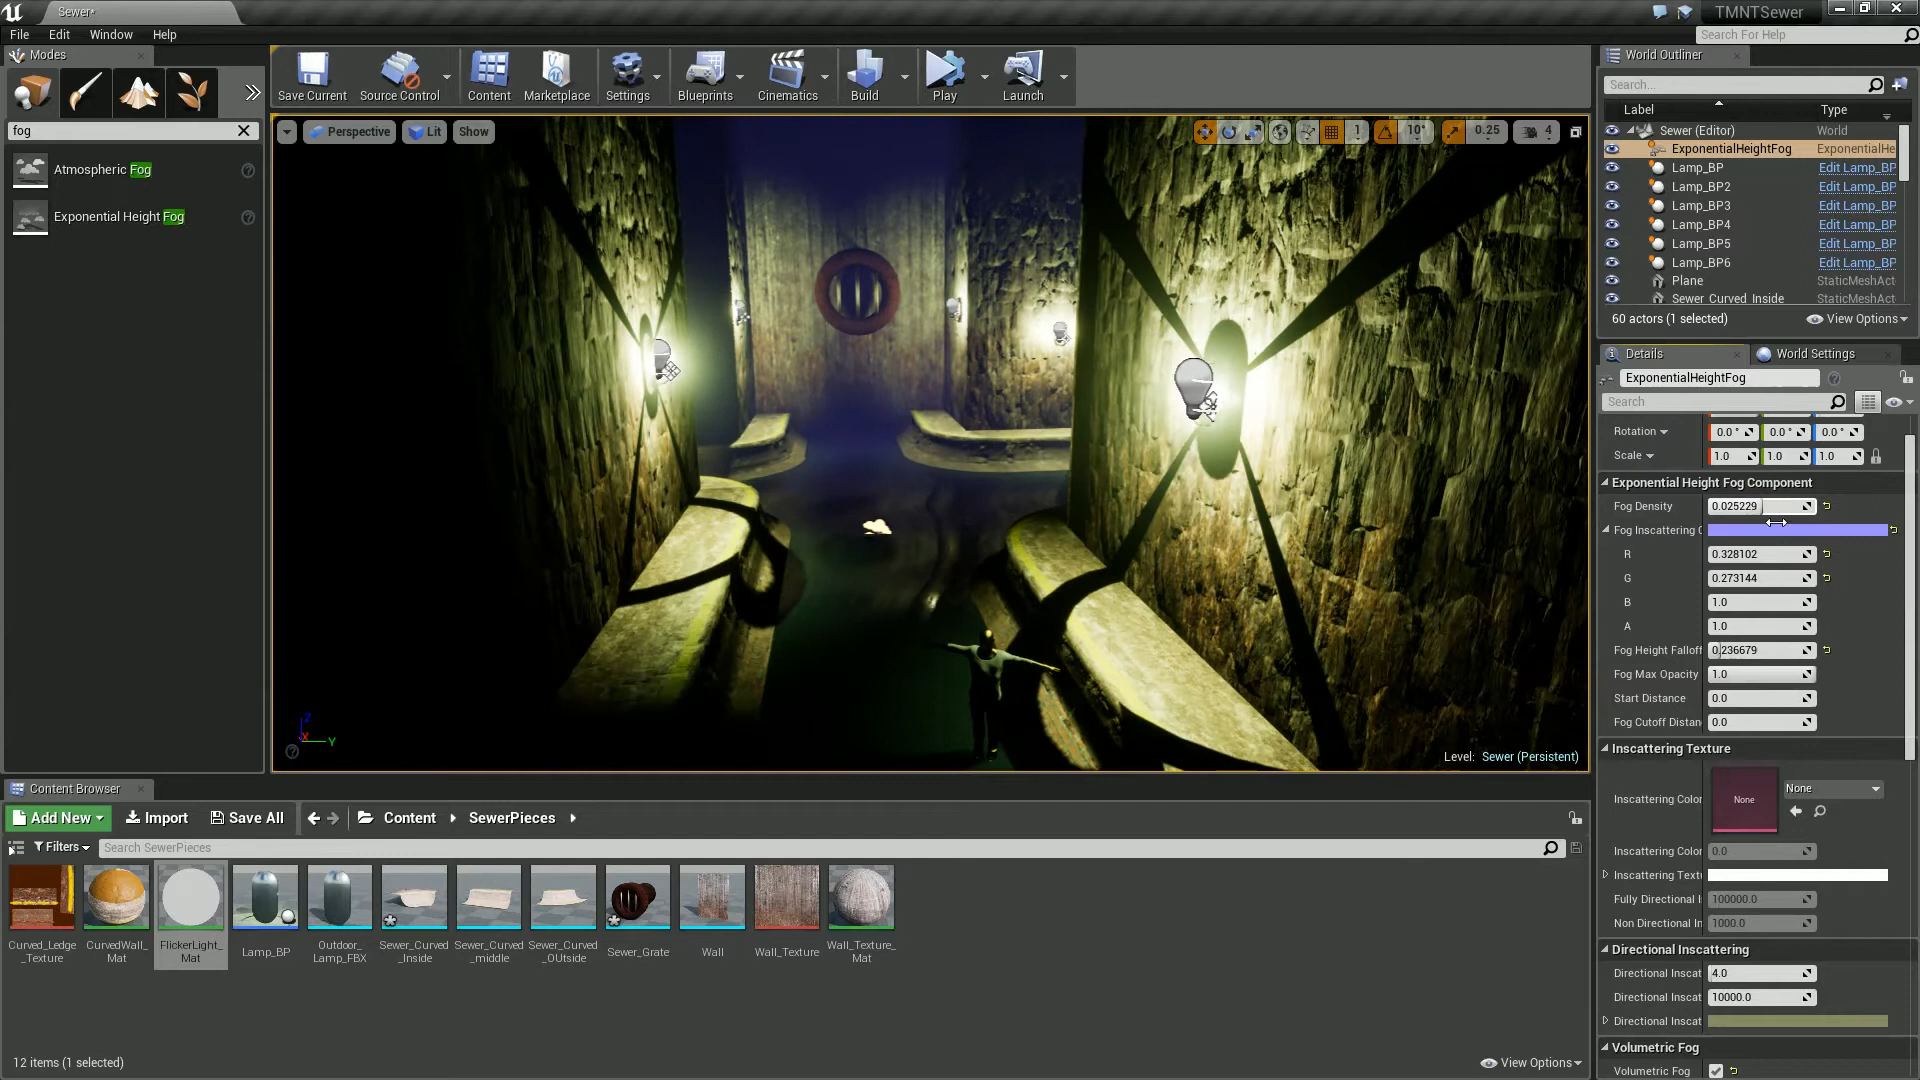 Sewer*
TMNTSewer
File Edit Window Help
Search For Help
Modes
fog
Atmospheric Fog
Exponential Height Fog
Save Current
Source Control
Content
Marketplace
Settings
Blueprints
Cinematics
Build
Play
Launch
Perspective
Lit
Show
1
10°
0.25
4
Z
X
Y
Level: Sewer (Persistent)
World Outliner
Search...
Label Type
Sewer (Editor) World
ExponentialHeightFog ExponentialHe
Lamp_BP Edit Lamp_BP
Lamp_BP2 Edit Lamp_BP
Lamp_BP3 Edit Lamp_BP
Lamp_BP4 Edit Lamp_BP
Lamp_BP5 Edit Lamp_BP
Lamp_BP6 Edit Lamp_BP
Plane StaticMeshAct
Sewer_Curved_Inside StaticMeshAct
60 actors (1 selected) View Options
Details World Settings
ExponentialHeightFog
Search
Rotation 0.0 ° 0.0 ° 0.0 °
Scale 1.0 1.0 1.0
Exponential Height Fog Component
Fog Density 0.025229
Fog Inscattering C
R 0.328102
G 0.273144
B 1.0
A 1.0
Fog Height Falloff 0.236679
Fog Max Opacity 1.0
Start Distance 0.0
Fog Cutoff Distan 0.0
Inscattering Texture
Inscattering Color None None
Inscattering Color 0.0
Inscattering Textu
Fully Directional I 100000.0
Non Directional In 1000.0
Directional Inscattering
Directional Inscat 4.0
Directional Inscat 10000.0
Directional Inscat
Volumetric Fog
Volumetric Fog
Content Browser
Add New Import Save All Content SewerPieces
Filters Search SewerPieces
Curved_Ledge
_Texture
CurvedWall_
Mat
FlickerLight_
Mat
Lamp_BP
Outdoor_
Lamp_FBX
Sewer_Curved
_Inside
Sewer_Curved
_middle
Sewer_Curved
_OUtside
Sewer_Grate
Wall
Wall_Texture
Wall_Texture_
Mat
12 items (1 selected) View Options